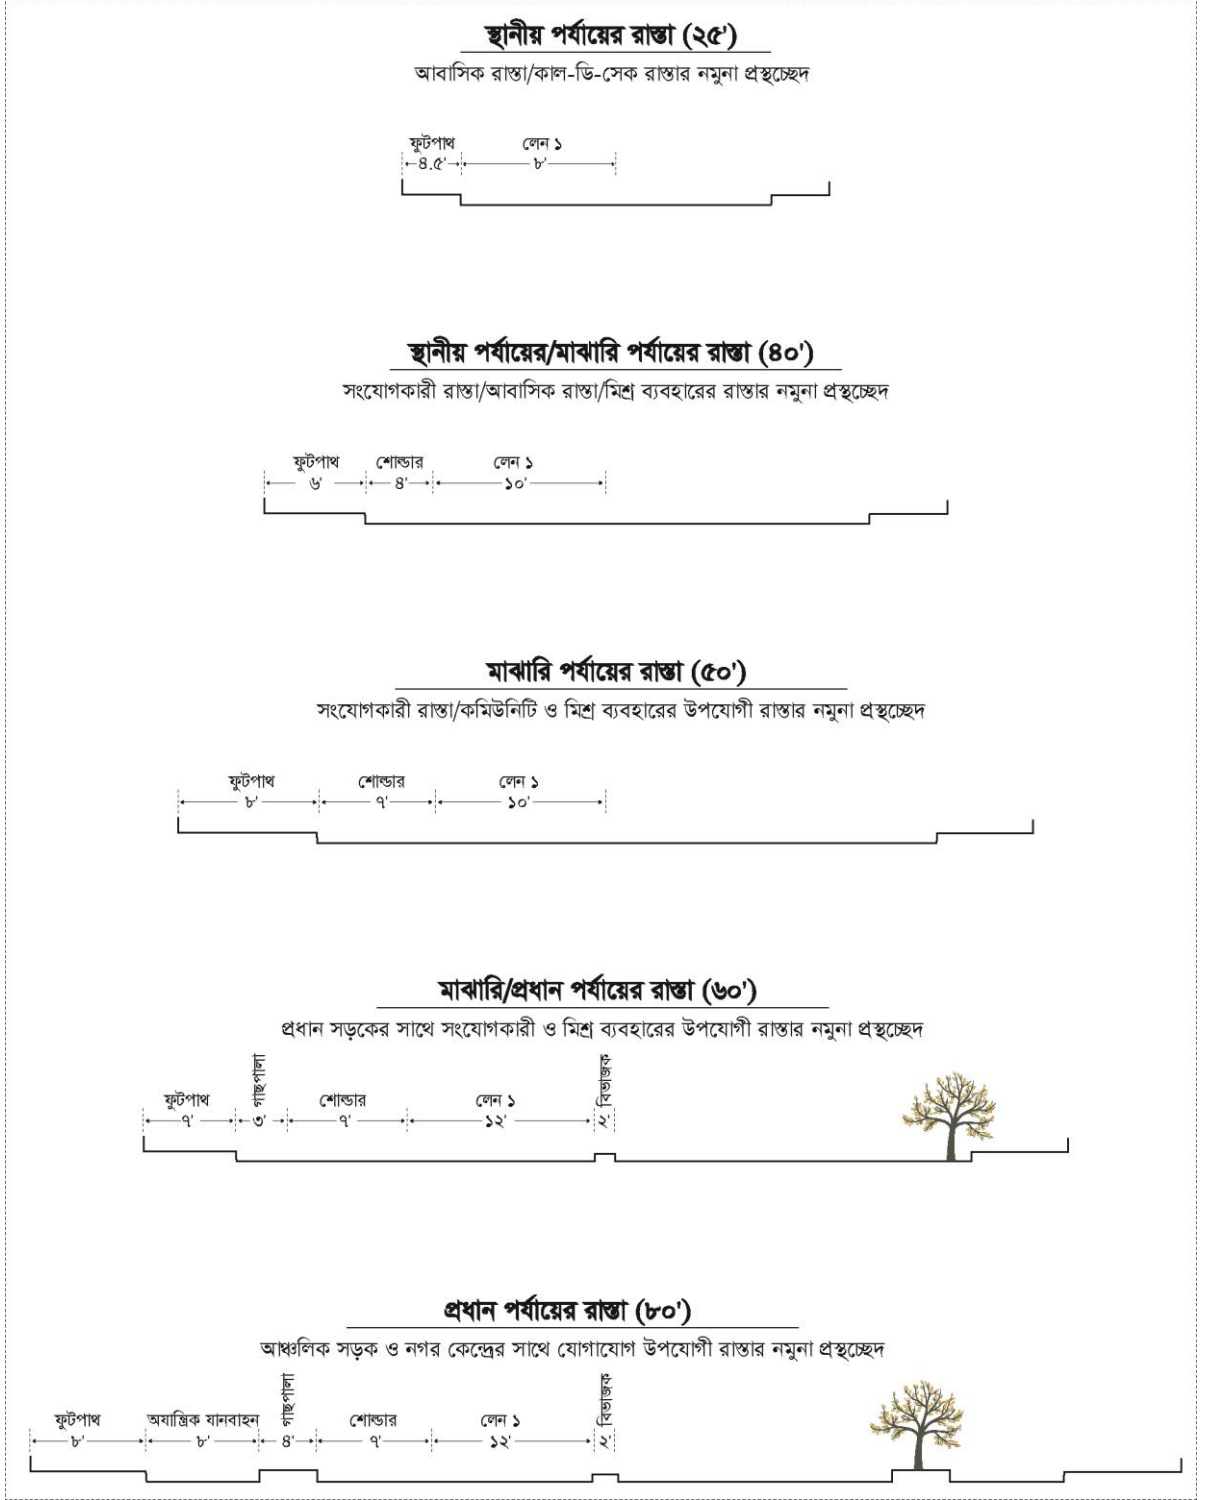 স্থানীয় পর্যায়ের রাস্তা (২৫')
আবাসিক রাস্তা/কাল-ডি-সেক রাস্তার নমুনা প্রস্থচ্ছেদ
ফুটপাথ লেন ১
৪.৫' ৮'
স্থানীয় পর্যায়ের/মাঝারি পর্যায়ের রাস্তা (৪০')
সংযোগকারী রাস্তা/আবাসিক রাস্তা/মিশ্র ব্যবহারের রাস্তার নমুনা প্রস্থচ্ছেদ
ফুটপাথ শোল্ডার লেন ১
৬' ৪' ১০'
মাঝারি পর্যায়ের রাস্তা (৫০')
সংযোগকারী রাস্তা/কমিউনিটি ও মিশ্র ব্যবহারের উপযোগী রাস্তার নমুনা প্রস্থচ্ছেদ
ফুটপাথ শোল্ডার লেন ১
৮' ৭' ১০'
মাঝারি/প্রধান পর্যায়ের রাস্তা (৬০')
প্রধান সড়কের সাথে সংযোগকারী ও মিশ্র ব্যবহারের উপযোগী রাস্তার নমুনা প্রস্থচ্ছেদ
ফুটপাথ গাছপালা শোল্ডার লেন ১ বিভাজক
৭' ৩' ৭' ১২' ২'
প্রধান পর্যায়ের রাস্তা (৮০')
আঞ্চলিক সড়ক ও নগর কেন্দ্রের সাথে যোগাযোগ উপযোগী রাস্তার নমুনা প্রস্থচ্ছেদ
ফুটপাথ অযান্ত্রিক যানবাহন গাছপালা শোল্ডার লেন ১ বিভাজক
৮' ৮' ৪' ৭' ১২' ২'